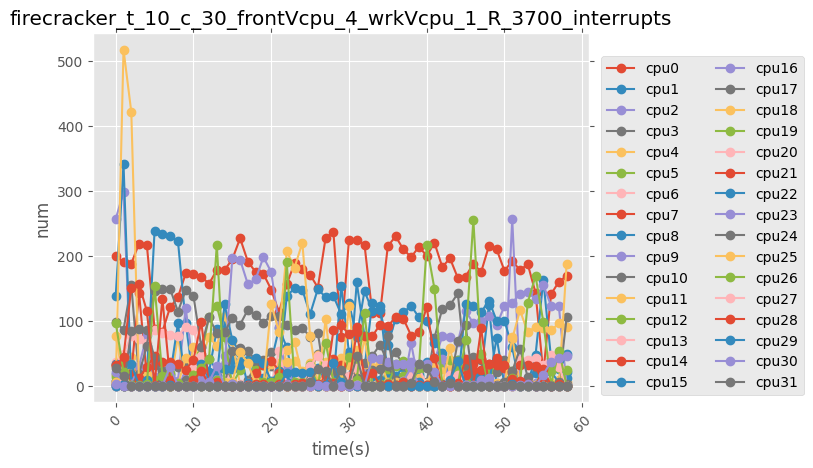 firecracker_t_10_c_30_frontVcpu_4_wrkVcpu_1_R_3700_interrupts
500
400
300
200
100
0
num
0
10
20
30
40
50
60
time(s)
cpu0
cpu1
cpu2
cpu3
cpu4
cpu5
cpu6
cpu7
cpu8
cpu9
cpu10
cpu11
cpu12
cpu13
cpu14
cpu15
cpu16
cpu17
cpu18
cpu19
cpu20
cpu21
cpu22
cpu23
cpu24
cpu25
cpu26
cpu27
cpu28
cpu29
cpu30
cpu31